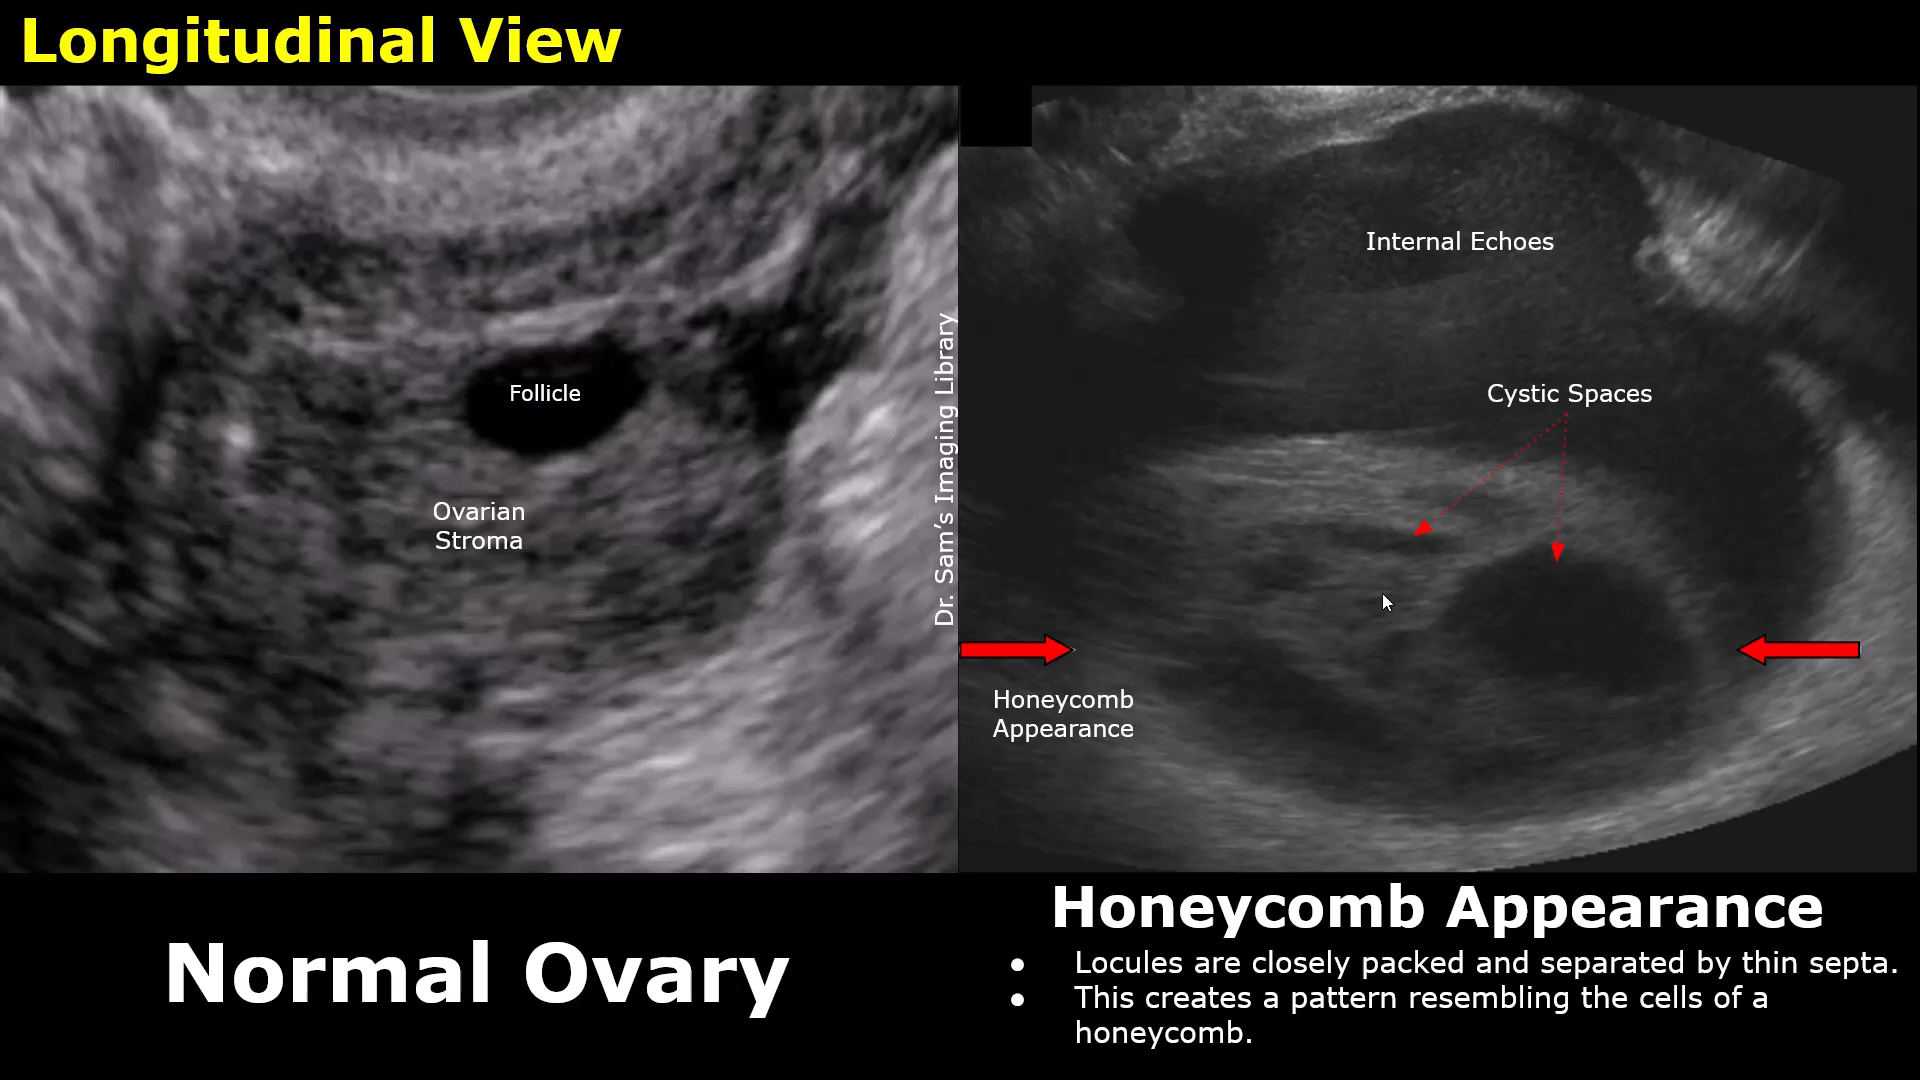 Longitudinal View
Follicle
Ovarian
Stroma
Dr. Sam's Imaging Library
Internal Echoes
Cystic Spaces
Honeycomb
Appearance
Normal Ovary
Honeycomb Appearance
● Locules are closely packed and separated by thin septa.
● This creates a pattern resembling the cells of a
honeycomb.